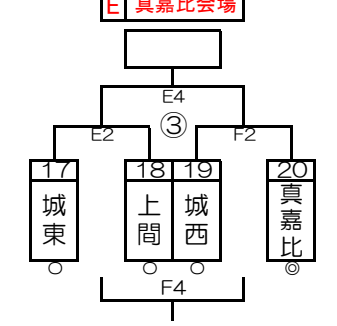 E 真嘉比会場
E4
③
E2 F2
17 18 19 20
城東 上間 城西 真嘉比
○ ○ ○ ◎
F4